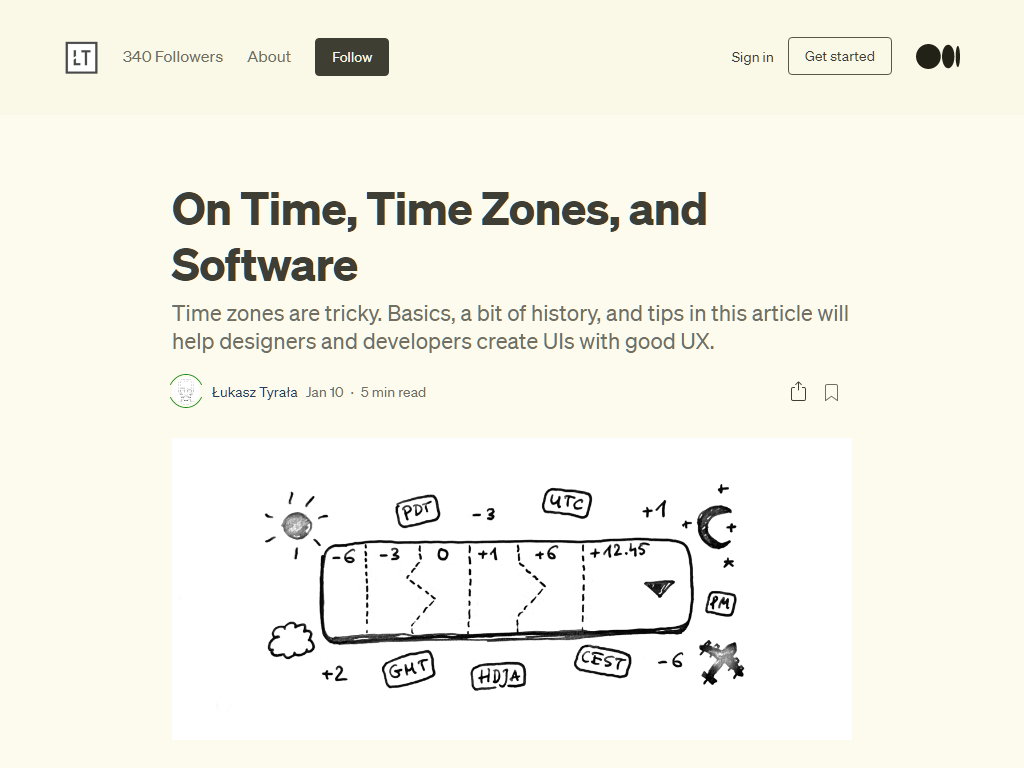 LT
340 Followers
About
Follow
Sign in
Get started
On Time, Time Zones, and
Software
Time zones are tricky. Basics, a bit of history, and tips in this article will
help designers and developers create UIs with good UX.
Łukasz Tyrała Jan 10 · 5 min read
PDT -3 UTC +1
-6 -3 0 +1 +6 +12.45
PM
+2 GMT HDJA CEST -6